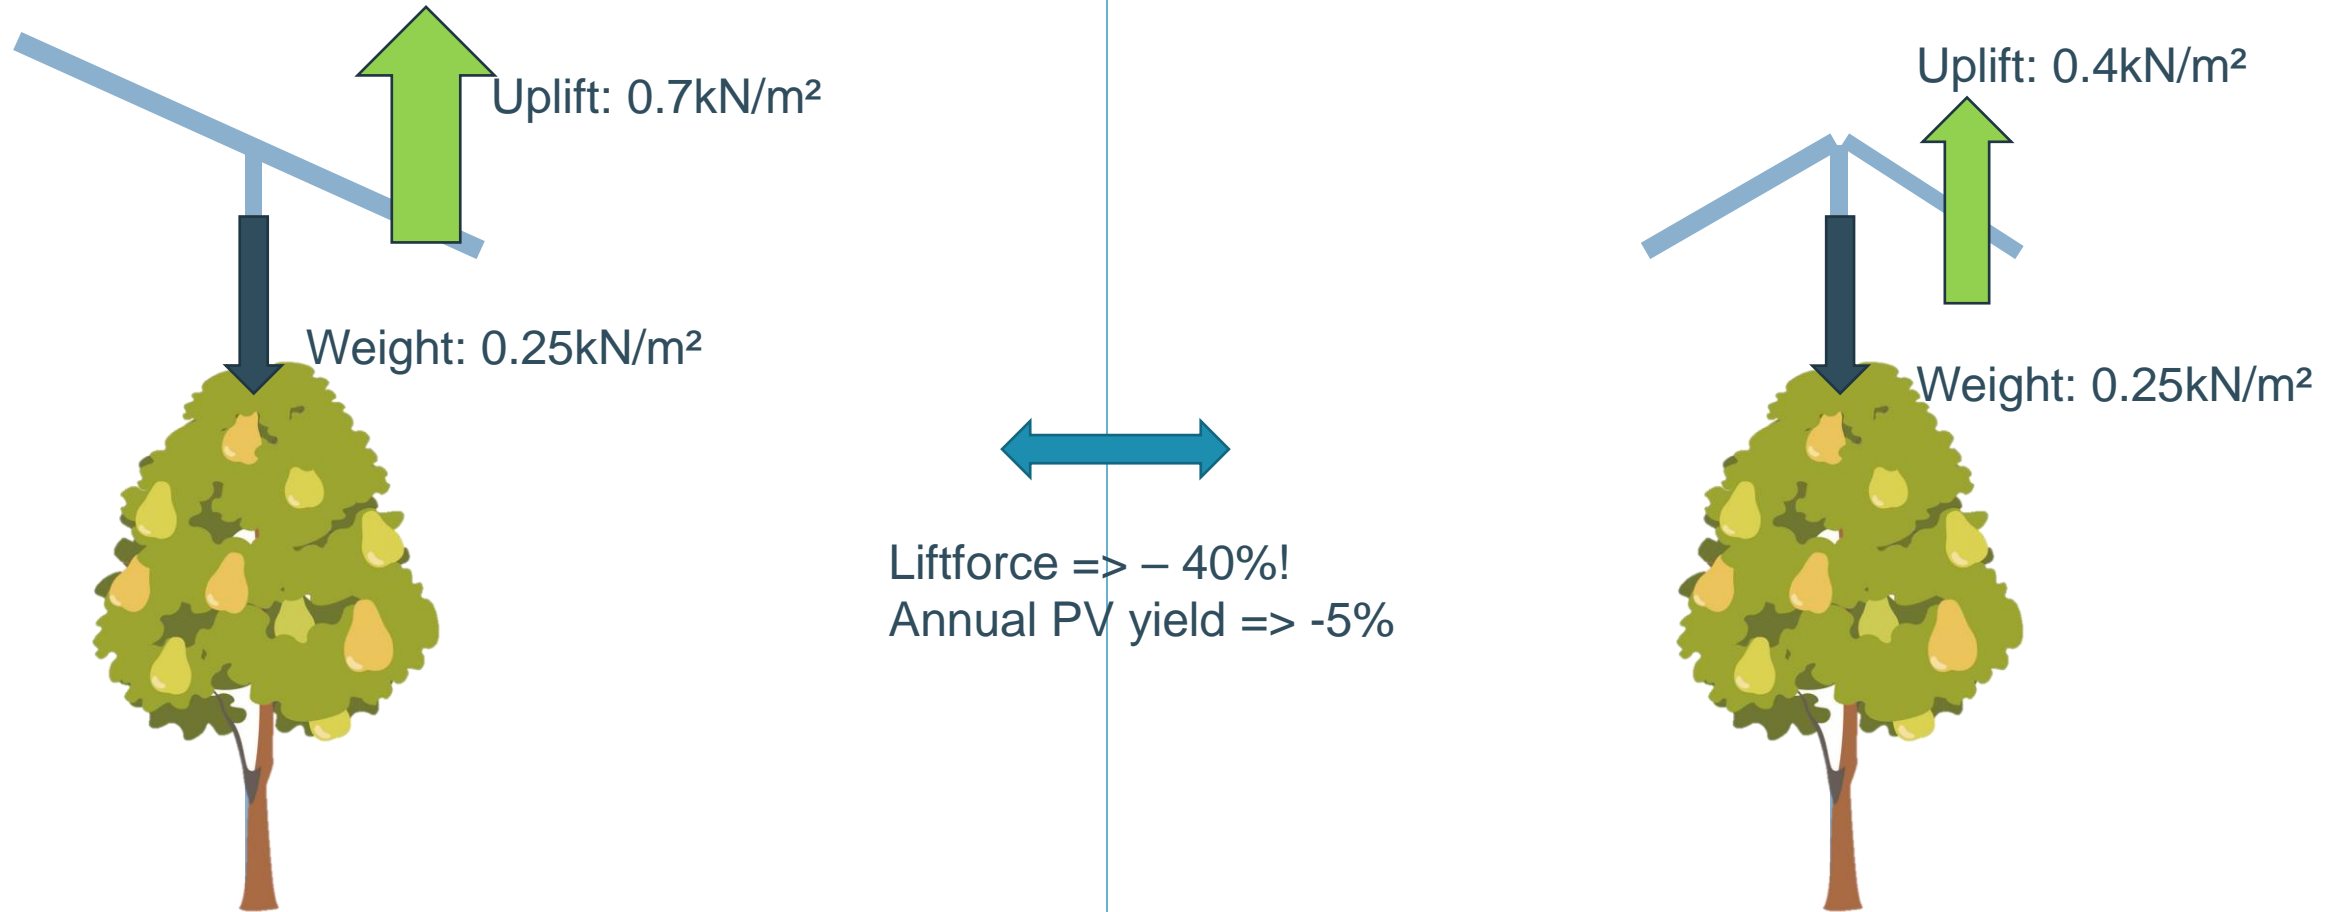 Uplift: 0.7kN/m²
Weight: 0.25kN/m²
Liftforce => – 40%!
Annual PV yield => -5%
Uplift: 0.4kN/m²
Weight: 0.25kN/m²